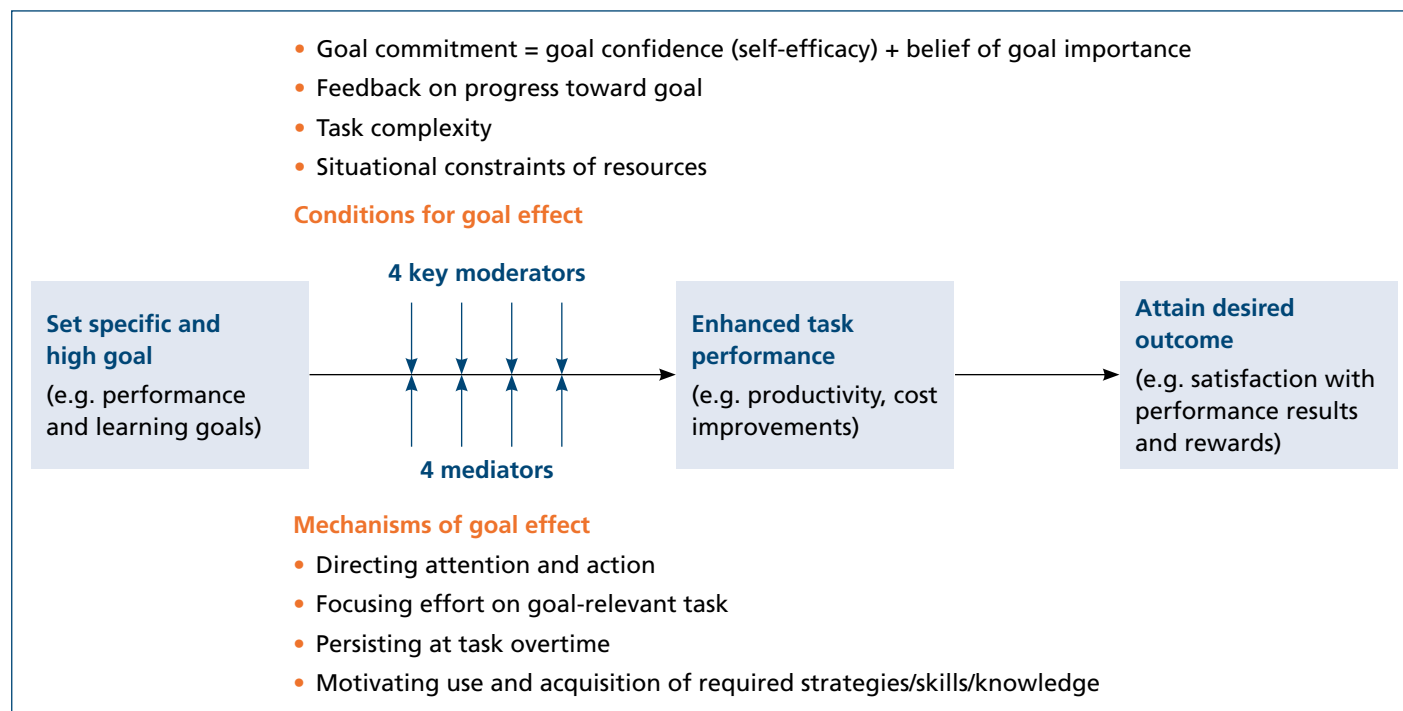 • Goal commitment = goal confidence (self-efficacy) + belief of goal importance
• Feedback on progress toward goal
• Task complexity
• Situational constraints of resources
Conditions for goal effect
4 key moderators
Set specific and
high goal
(e.g. performance
and learning goals)
Enhanced task
performance
(e.g. productivity, cost
improvements)
Attain desired
outcome
(e.g. satisfaction with
performance results
and rewards)
4 mediators
Mechanisms of goal effect
• Directing attention and action
• Focusing effort on goal-relevant task
• Persisting at task overtime
• Motivating use and acquisition of required strategies/skills/knowledge